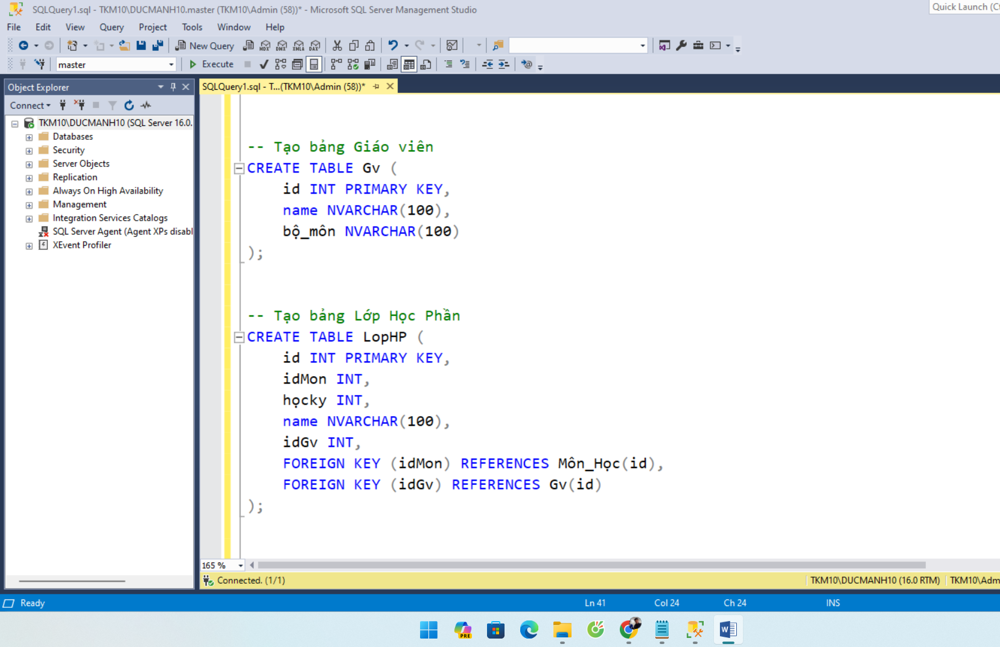 SQLQuery1.sql - TKM10\DUCMANH10.master (TKM10\Admin (58))* - Microsoft SQL Server Management Studio
Quick Launch (Ct
File Edit View Query Project Tools Window Help
New Query MDX DMX XMLA DAX
master Execute
Object Explorer
SQLQuery1.sql - T...(TKM10\Admin (58))*
Connect
TKM10\DUCMANH10 (SQL Server 16.0.
Databases
Security
Server Objects
Replication
Always On High Availability
Management
Integration Services Catalogs
SQL Server Agent (Agent XPs disabl
XEvent Profiler
-- Tạo bảng Giáo viên
CREATE TABLE Gv (
id INT PRIMARY KEY,
name NVARCHAR(100),
bộ_môn NVARCHAR(100)
);
-- Tạo bảng Lớp Học Phần
CREATE TABLE LopHP (
id INT PRIMARY KEY,
idMon INT,
họcky INT,
name NVARCHAR(100),
idGv INT,
FOREIGN KEY (idMon) REFERENCES Môn_Học(id),
FOREIGN KEY (idGv) REFERENCES Gv(id)
);
165 %
Connected. (1/1)
TKM10\DUCMANH10 (16.0 RTM)
TKM10\Adm
Ready
Ln 41
Col 24
Ch 24
INS
PRE
W